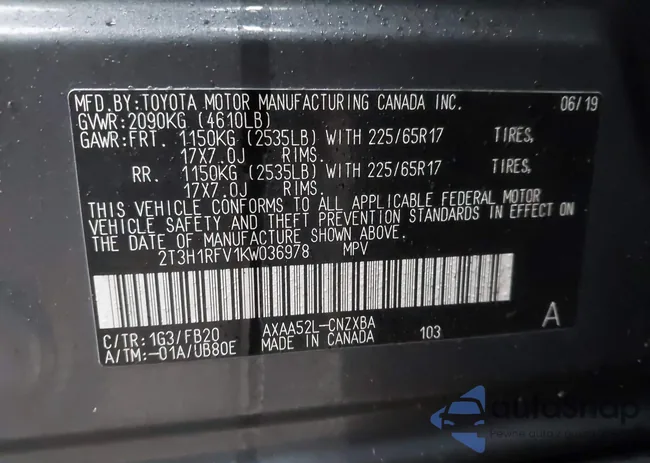 MFD.BY:TOYOTA MOTOR MANUFACTURING CANADA INC. 06/19
GVWR:2090KG (4610LB)
GAWR:FRT. 1150KG (2535LB) WITH 225/65R17 TIRES,
17X7.0J RIMS.
RR. 1150KG (2535LB) WITH 225/65R17 TIRES,
17X7.0J RIMS.
THIS VEHICLE CONFORMS TO ALL APPLICABLE FEDERAL MOTOR
VEHICLE SAFETY AND THEFT PREVENTION STANDARDS IN EFFECT ON
THE DATE OF MANUFACTURE SHOWN ABOVE.
2T3H1RFV1KW036978 MPV
C/TR:1G3/FB20 AXAA52L-CNZXBA A
A/TM:-01A/UB80E MADE IN CANADA 103
autosnap